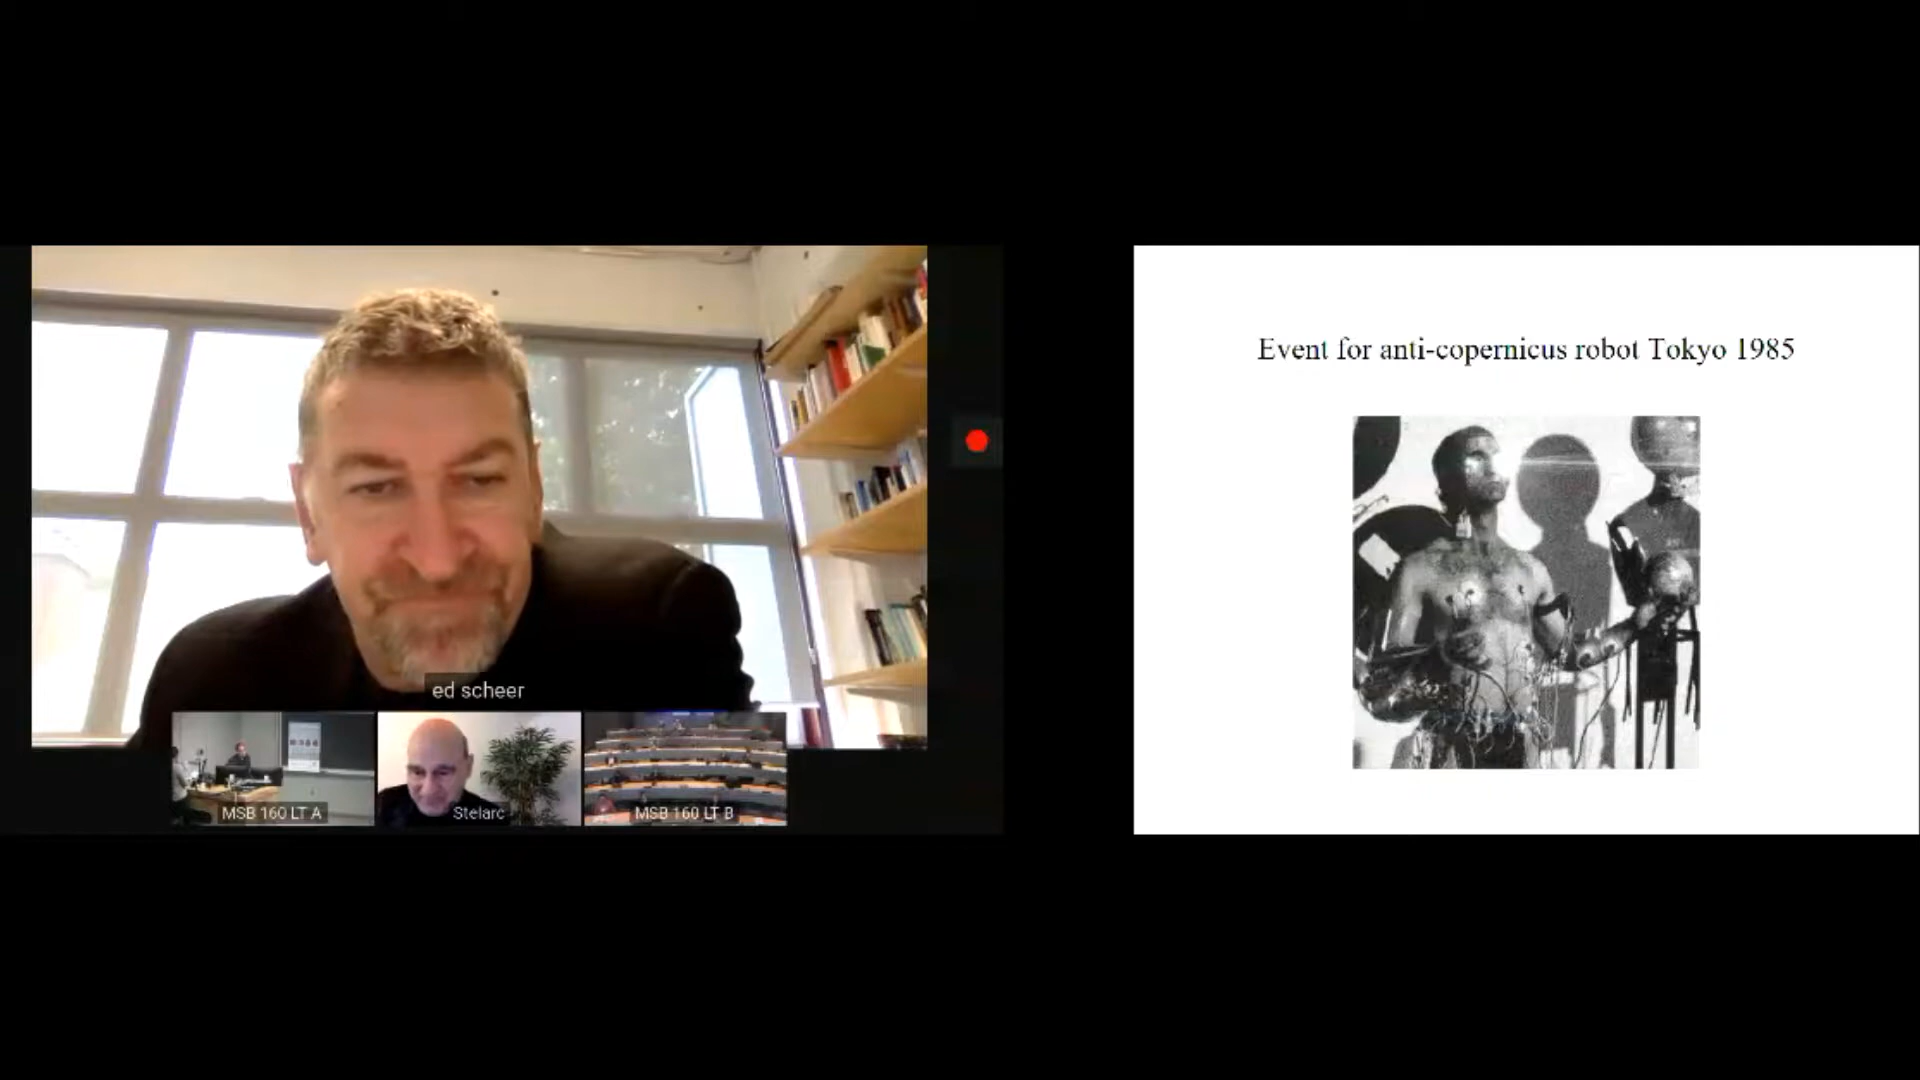 ed scheer
MSB 160 LT A
Stelarc
MSB 160 LT B
Event for anti-copernicus robot Tokyo 1985